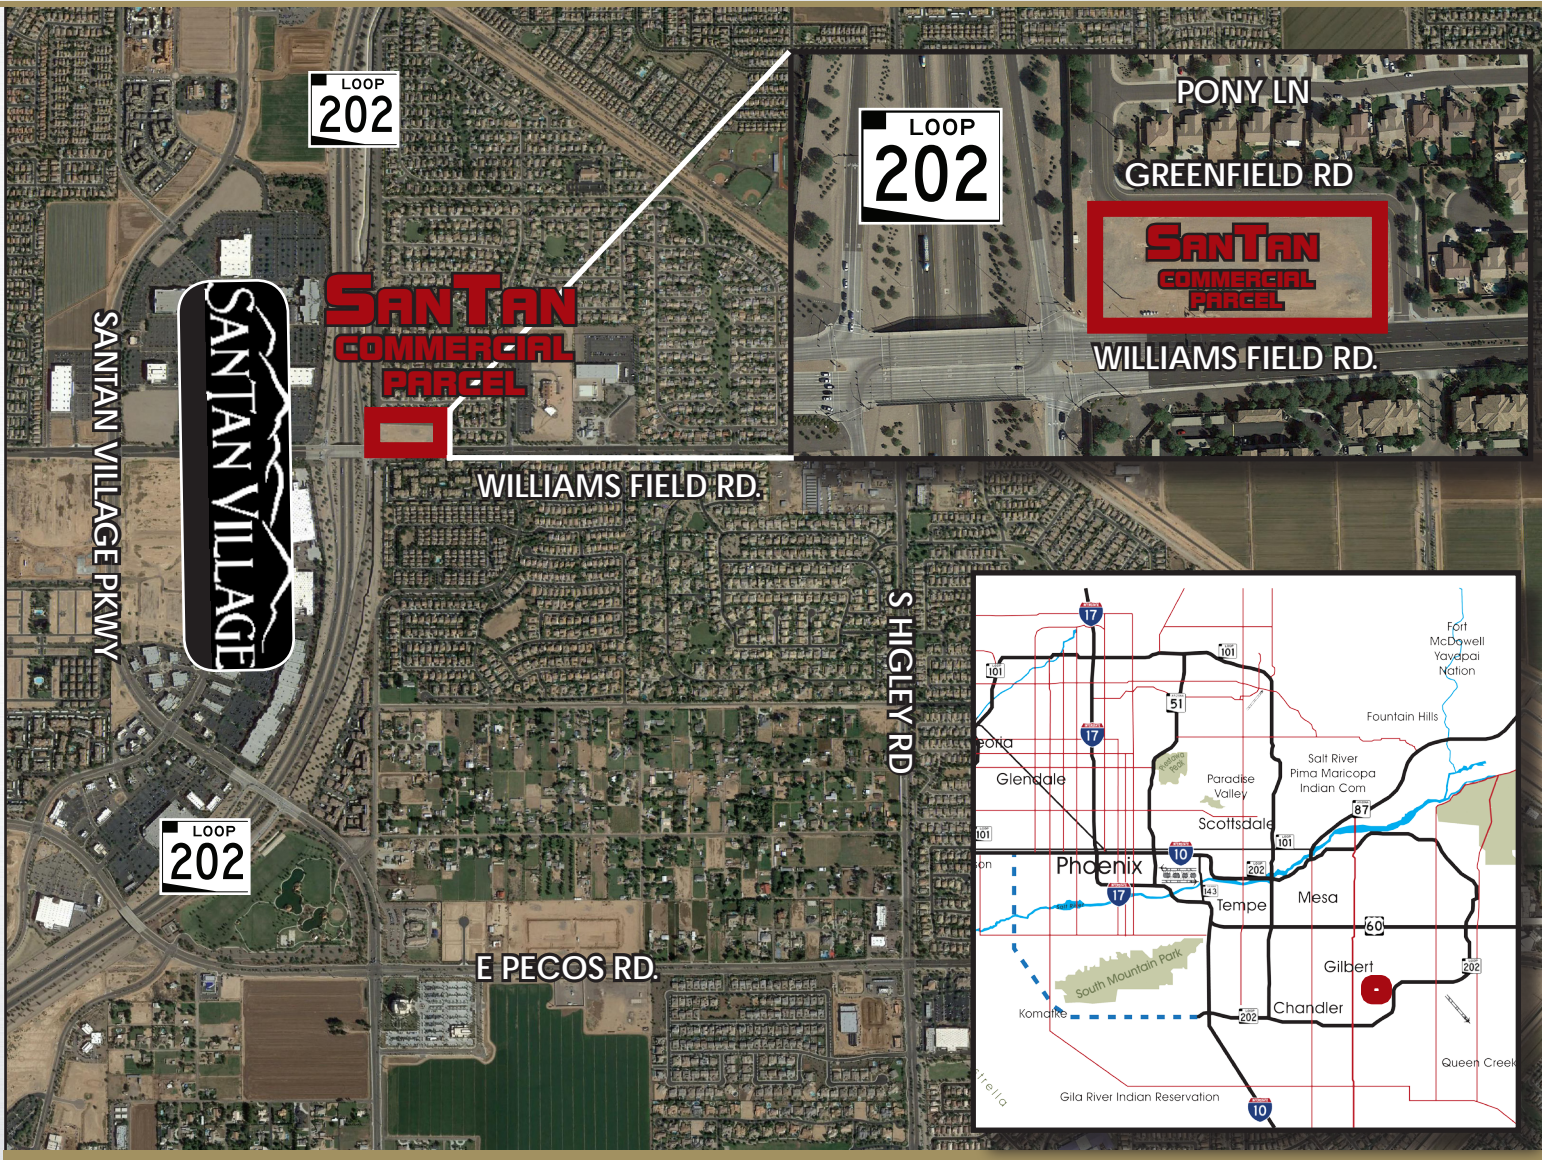 LOOP
202
SANTAN
COMMERCIAL
PARCEL
SANTAN VILLAGE
SANTAN VILLAGE PKWY
WILLIAMS FIELD RD.
S HIGLEY RD
LOOP
202
E PECOS RD.
PONY LN
LOOP
202
GREENFIELD RD
SANTAN
COMMERCIAL
PARCEL
WILLIAMS FIELD RD.
17
101
101
51
17
Fort
McDowell
Yavapai
Nation
Fountain Hills
eoria
Glendale
Paradise
Valley
Salt River
Pima Maricopa
Indian Com
87
Scottsdale
101
101
10
Phoenix
son
202
143
17
Tempe
Mesa
60
Gilbert
202
South Mountain Park
Komatke
202
Chandler
Queen Creek
trella
Gila River Indian Reservation
10